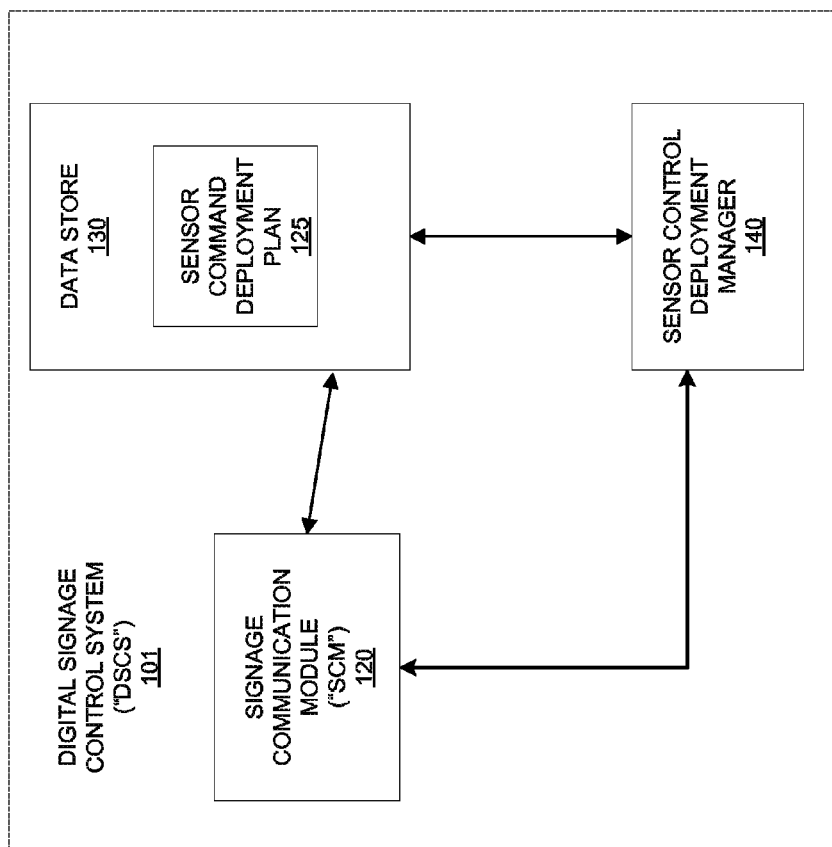 DIGITAL SIGNAGE
CONTROL SYSTEM
("DSCS")
101
SIGNAGE
COMMUNICATION
MODULE
("SCM")
120
DATA STORE
130
SENSOR
COMMAND
DEPLOYMENT
PLAN
125
SENSOR CONTROL
DEPLOYMENT
MANAGER
140